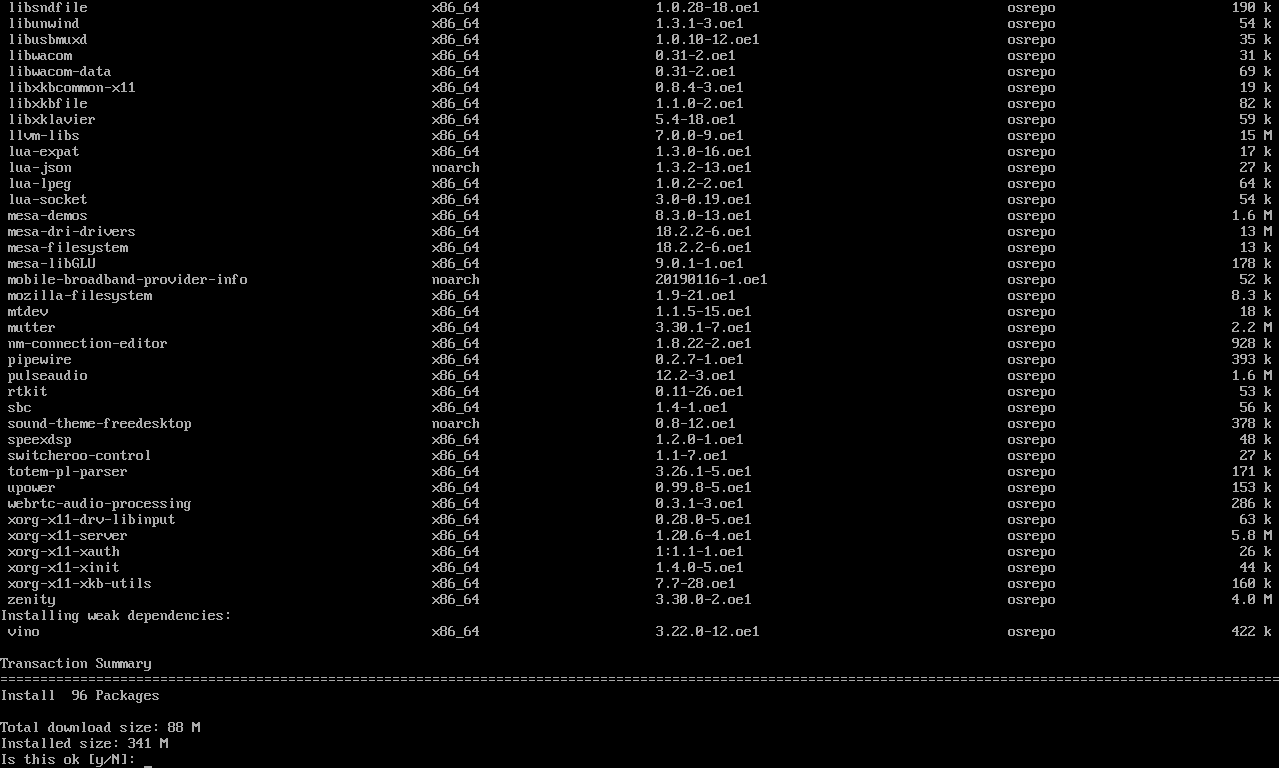 libsndfile x86_64 1.0.28-18.oe1 osrepo 190 k
libunwind x86_64 1.3.1-3.oe1 osrepo 54 k
libusbmuxd x86_64 1.0.10-12.oe1 osrepo 35 k
libwacom x86_64 0.31-2.oe1 osrepo 31 k
libwacom-data x86_64 0.31-2.oe1 osrepo 69 k
libxkbcommon-x11 x86_64 0.8.4-3.oe1 osrepo 19 k
libxkbfile x86_64 1.1.0-2.oe1 osrepo 82 k
libxklavier x86_64 5.4-18.oe1 osrepo 59 k
llvm-libs x86_64 7.0.0-9.oe1 osrepo 15 M
lua-expat x86_64 1.3.0-16.oe1 osrepo 17 k
lua-json noarch 1.3.2-13.oe1 osrepo 27 k
lua-lpeg x86_64 1.0.2-2.oe1 osrepo 64 k
lua-socket x86_64 3.0-0.19.oe1 osrepo 54 k
mesa-demos x86_64 8.3.0-13.oe1 osrepo 1.6 M
mesa-dri-drivers x86_64 18.2.2-6.oe1 osrepo 13 M
mesa-filesystem x86_64 18.2.2-6.oe1 osrepo 13 k
mesa-libGLU x86_64 9.0.1-1.oe1 osrepo 178 k
mobile-broadband-provider-info noarch 20190116-1.oe1 osrepo 52 k
mozilla-filesystem x86_64 1.9-21.oe1 osrepo 8.3 k
mtdev x86_64 1.1.5-15.oe1 osrepo 18 k
mutter x86_64 3.30.1-7.oe1 osrepo 2.2 M
nm-connection-editor x86_64 1.8.22-2.oe1 osrepo 928 k
pipewire x86_64 0.2.7-1.oe1 osrepo 393 k
pulseaudio x86_64 12.2-3.oe1 osrepo 1.6 M
rtkit x86_64 0.11-26.oe1 osrepo 53 k
sbc x86_64 1.4-1.oe1 osrepo 56 k
sound-theme-freedesktop noarch 0.8-12.oe1 osrepo 378 k
speexdsp x86_64 1.2.0-1.oe1 osrepo 48 k
switcheroo-control x86_64 1.1-7.oe1 osrepo 27 k
totem-pl-parser x86_64 3.26.1-5.oe1 osrepo 171 k
upower x86_64 0.99.8-5.oe1 osrepo 153 k
webrtc-audio-processing x86_64 0.3.1-3.oe1 osrepo 286 k
xorg-x11-drv-libinput x86_64 0.28.0-5.oe1 osrepo 63 k
xorg-x11-server x86_64 1.20.6-4.oe1 osrepo 5.8 M
xorg-x11-xauth x86_64 1:1.1-1.oe1 osrepo 26 k
xorg-x11-xinit x86_64 1.4.0-5.oe1 osrepo 44 k
xorg-x11-xkb-utils x86_64 7.7-28.oe1 osrepo 160 k
zenity x86_64 3.30.0-2.oe1 osrepo 4.0 M
Installing weak dependencies:
vino x86_64 3.22.0-12.oe1 osrepo 422 k
Transaction Summary
================================================================================================================================================================
Install 96 Packages
Total download size: 88 M
Installed size: 341 M
Is this ok [y/N]: _